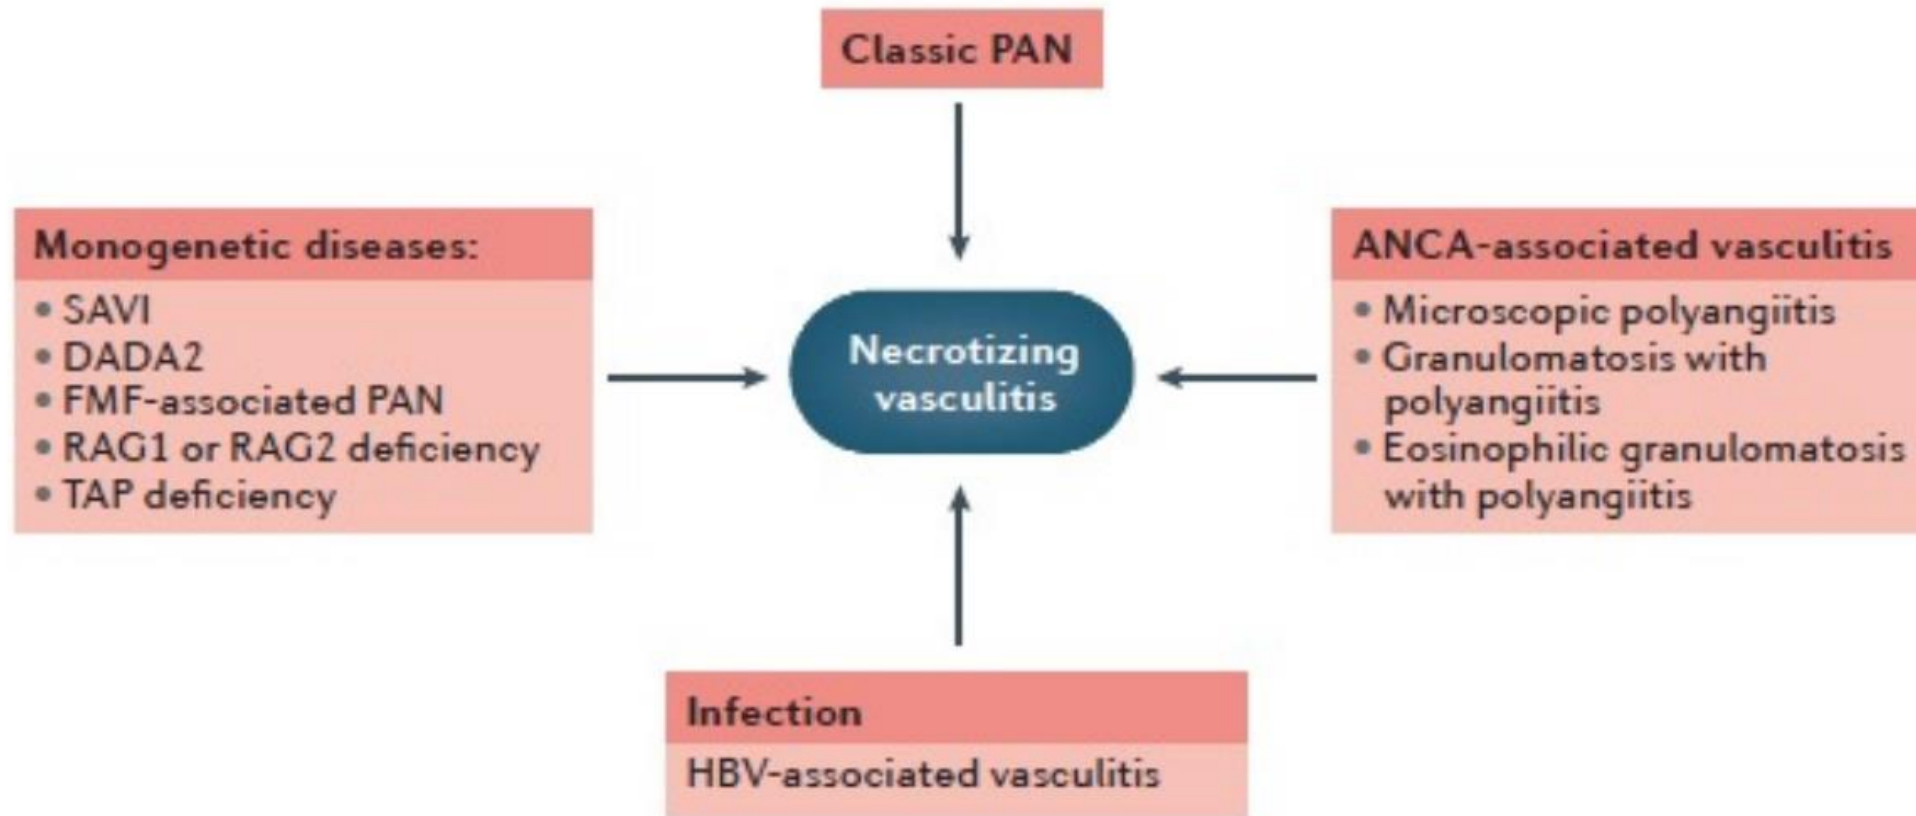 Classic PAN
Monogenetic diseases:
• SAVI
• DADA2
• FMF-associated PAN
• RAG1 or RAG2 deficiency
• TAP deficiency
Necrotizing
vasculitis
ANCA-associated vasculitis
• Microscopic polyangiitis
• Granulomatosis with
polyangiitis
• Eosinophilic granulomatosis
with polyangiitis
Infection
HBV-associated vasculitis